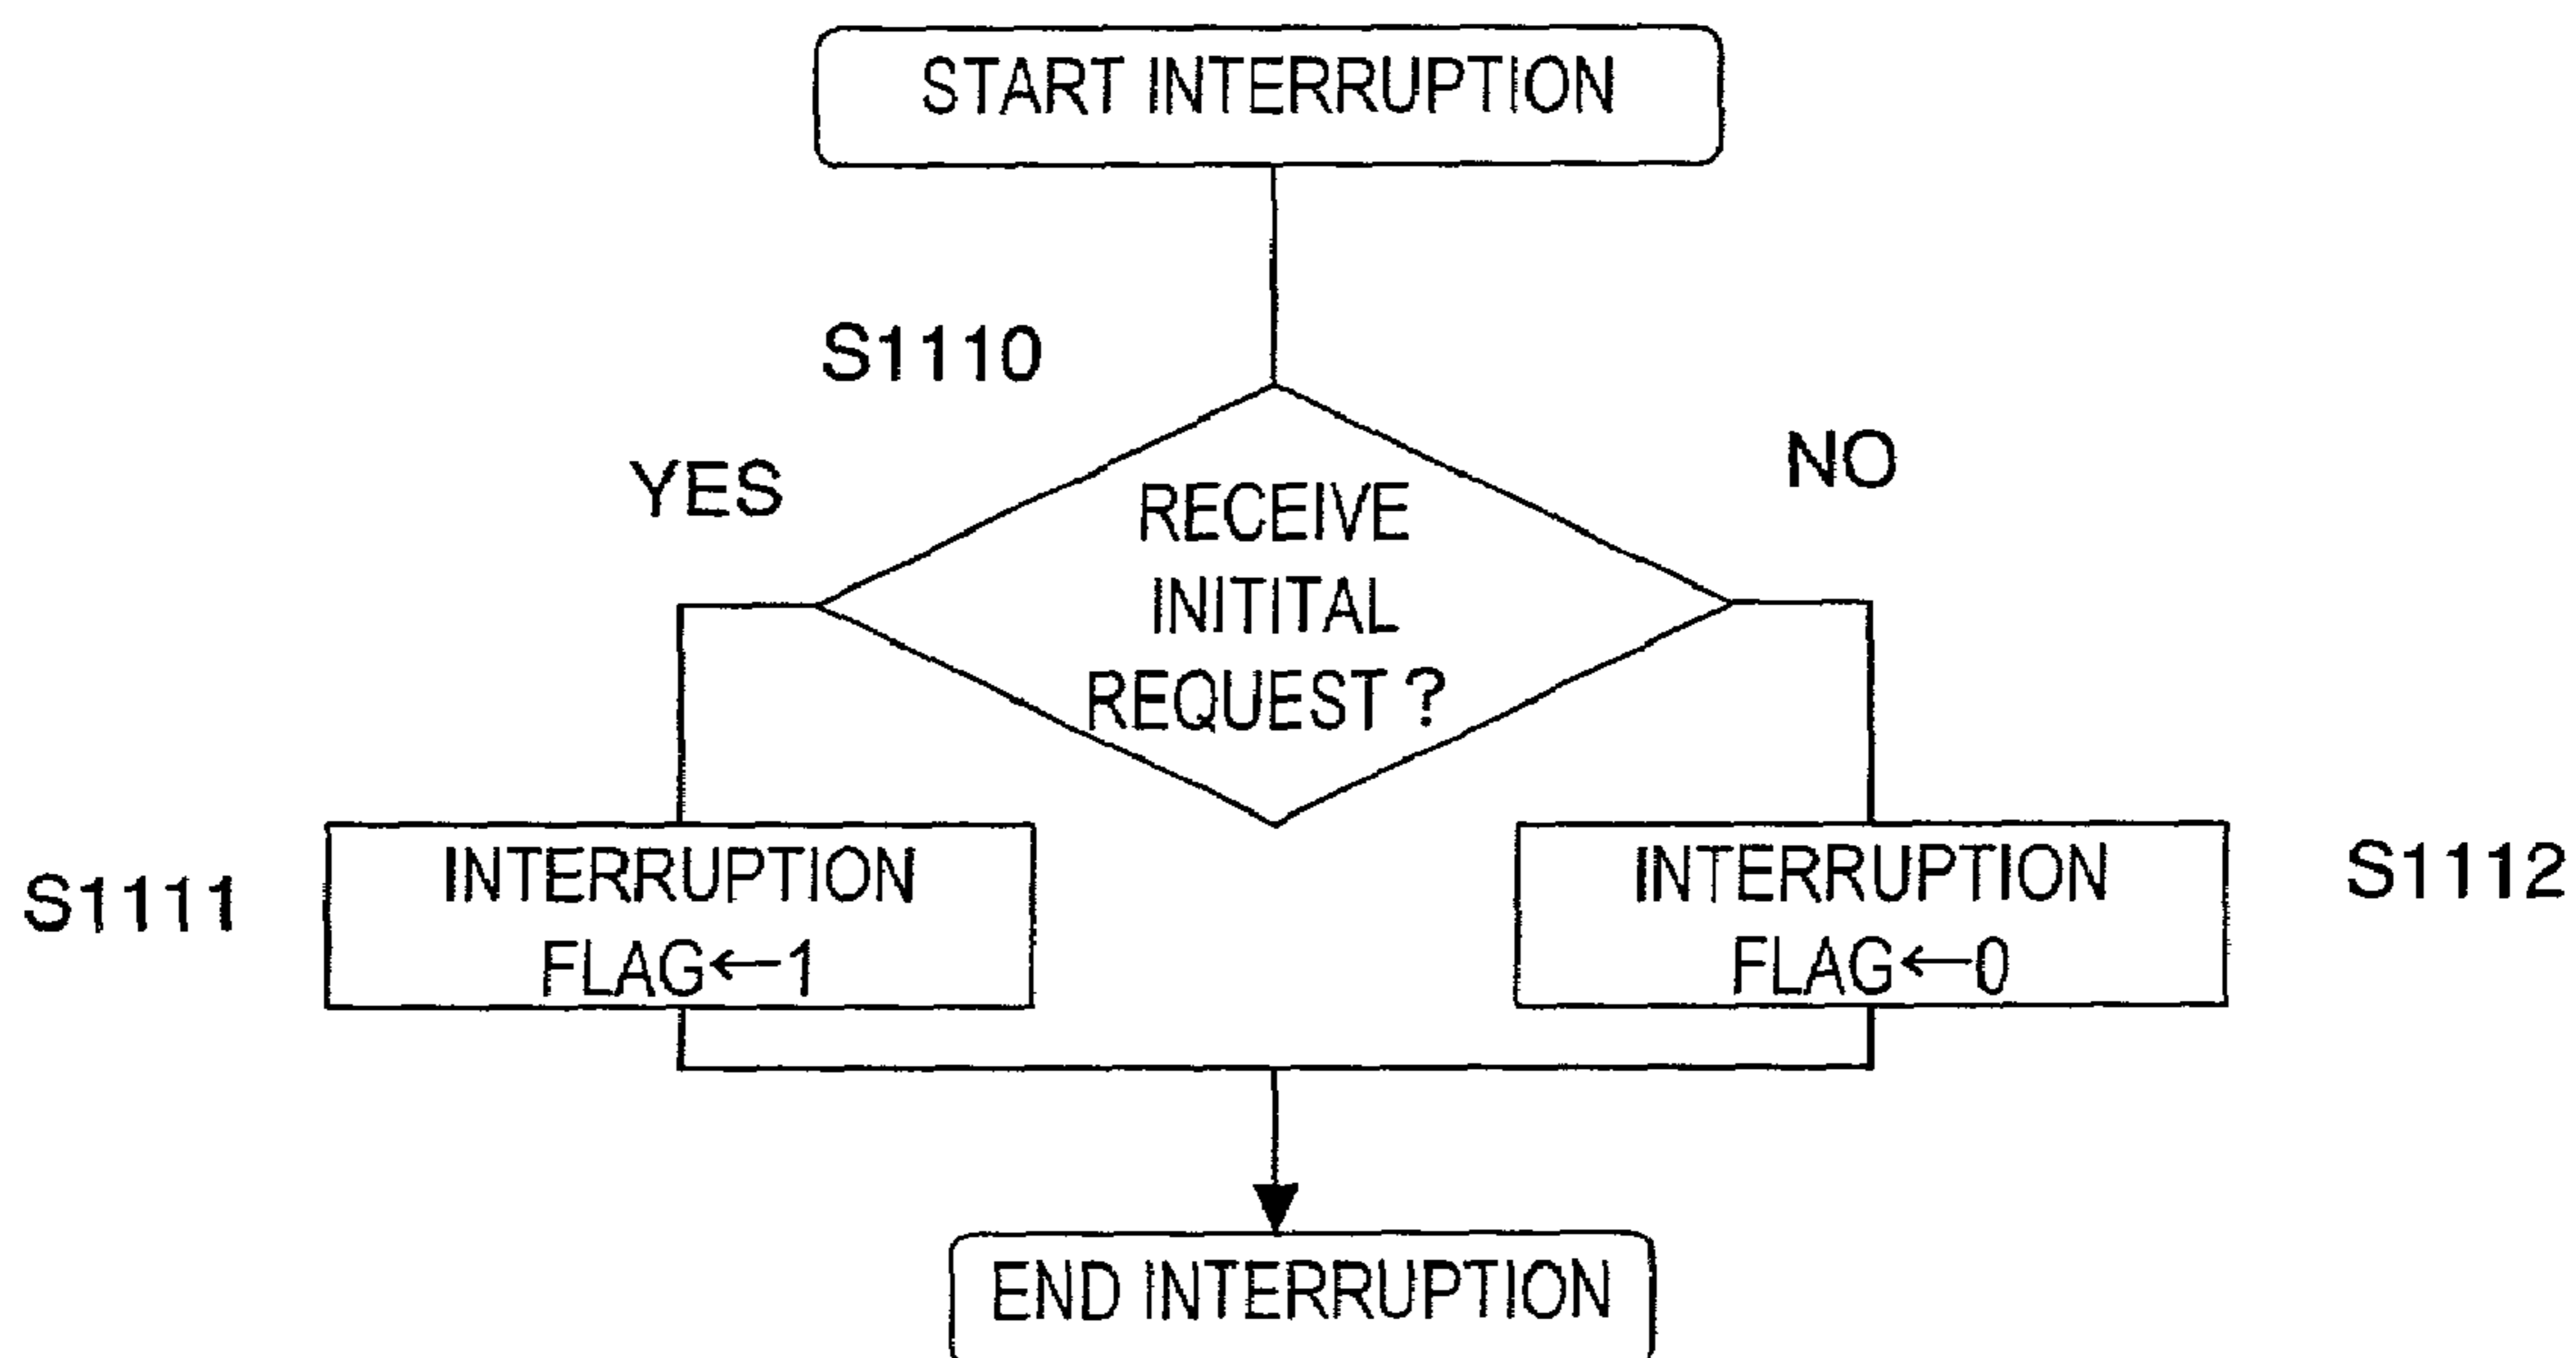 START INTERRUPTION
S1110
YES
NO
RECEIVE
INITITAL
REQUEST ?
S1111
INTERRUPTION
FLAG←1
INTERRUPTION
FLAG←0
S1112
END INTERRUPTION